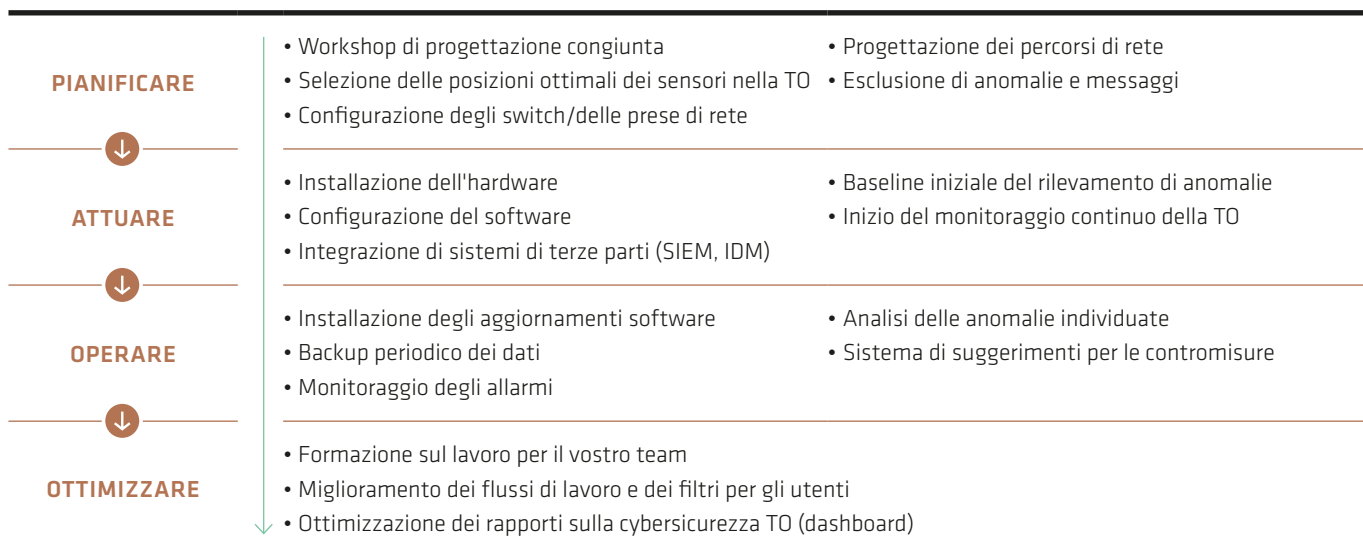 PIANIFICARE
• Workshop di progettazione congiunta
• Selezione delle posizioni ottimali dei sensori nella TO
• Configurazione degli switch/delle prese di rete
• Progettazione dei percorsi di rete
• Esclusione di anomalie e messaggi
ATTUARE
• Installazione dell'hardware
• Configurazione del software
• Integrazione di sistemi di terze parti (SIEM, IDM)
• Baseline iniziale del rilevamento di anomalie
• Inizio del monitoraggio continuo della TO
OPERARE
• Installazione degli aggiornamenti software
• Backup periodico dei dati
• Monitoraggio degli allarmi
• Analisi delle anomalie individuate
• Sistema di suggerimenti per le contromisure
OTTIMIZZARE
• Formazione sul lavoro per il vostro team
• Miglioramento dei flussi di lavoro e dei filtri per gli utenti
• Ottimizzazione dei rapporti sulla cybersicurezza TO (dashboard)